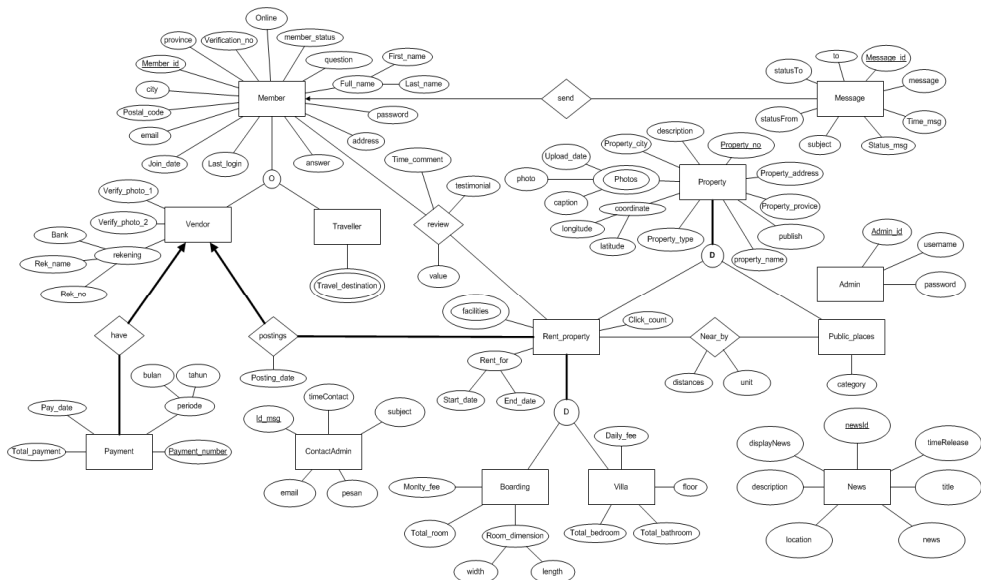 Online
province
Verification_no
member_status
First_name
to
Message_id
Member_id
question
statusTo
message
Full_name
Last_name
city
Member
send
Message
Postal_code
password
statusFrom
Time_msg
email
address
description
subject
Status_msg
Join_date
Last_login
answer
Time_comment
Property_city
Property_no
Upload_date
testimonial
photo
Photos
Property
Property_address
O
Verify_photo_1
caption
coordinate
Property_provice
Vendor
Traveller
review
longitude
publish
Verify_photo_2
latitude
Property_type
property_name
Admin_id
Bank
rekening
value
D
username
Rek_name
Travel_destination
Admin
password
Rek_no
facilities
Click_count
have
postings
Rent_property
Near_by
Public_places
Rent_for
Posting_date
distances
unit
category
bulan
tahun
Start_date
End_date
timeContact
Pay_date
periode
Id_msg
subject
D
newsId
Daily_fee
displayNews
timeRelease
Total_payment
Payment
Payment_number
ContactAdmin
Montly_fee
Boarding
Villa
floor
description
News
title
email
pesan
Total_room
Room_dimension
Total_bedroom
Total_bathroom
location
news
width
length